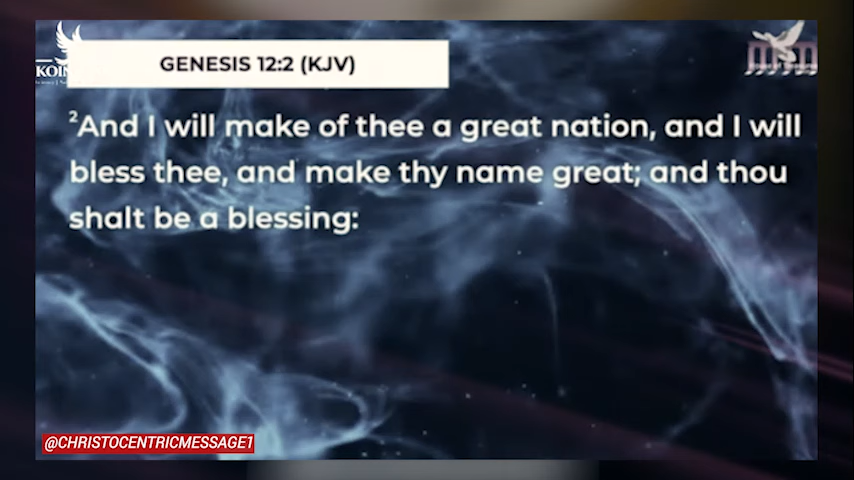 KOIN
GENESIS 12:2 (KJV)
²And I will make of thee a great nation, and I will
bless thee, and make thy name great; and thou
shalt be a blessing:
@CHRISTOCENTRICMESSAGE1